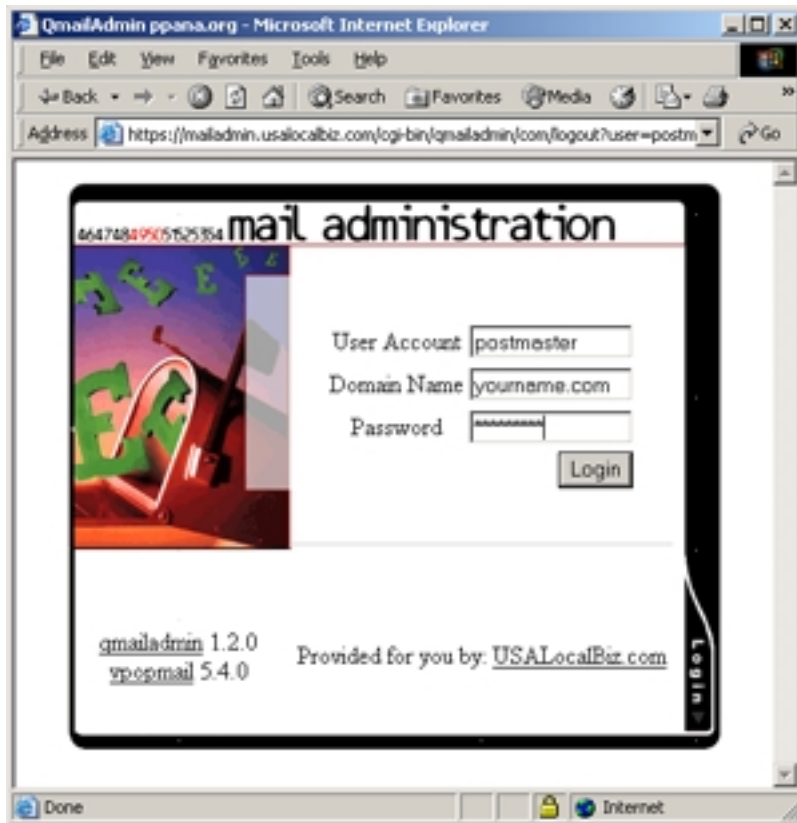 QmailAdmin ppana.org - Microsoft Internet Explorer
File Edit View Favorites Tools Help
Back Search Favorites Media
Address https://mailadmin.usalocalbiz.com/cgi-bin/qmailadmin/com/logout?user=postm Go
464748495051525354 mail administration
E E E E E E
User Account postmaster
Domain Name yourname.com
Password *********
Login
qmailadmin 1.2.0
vpopmail 5.4.0
Provided for you by: USALocalBiz.com
Login
Done Internet